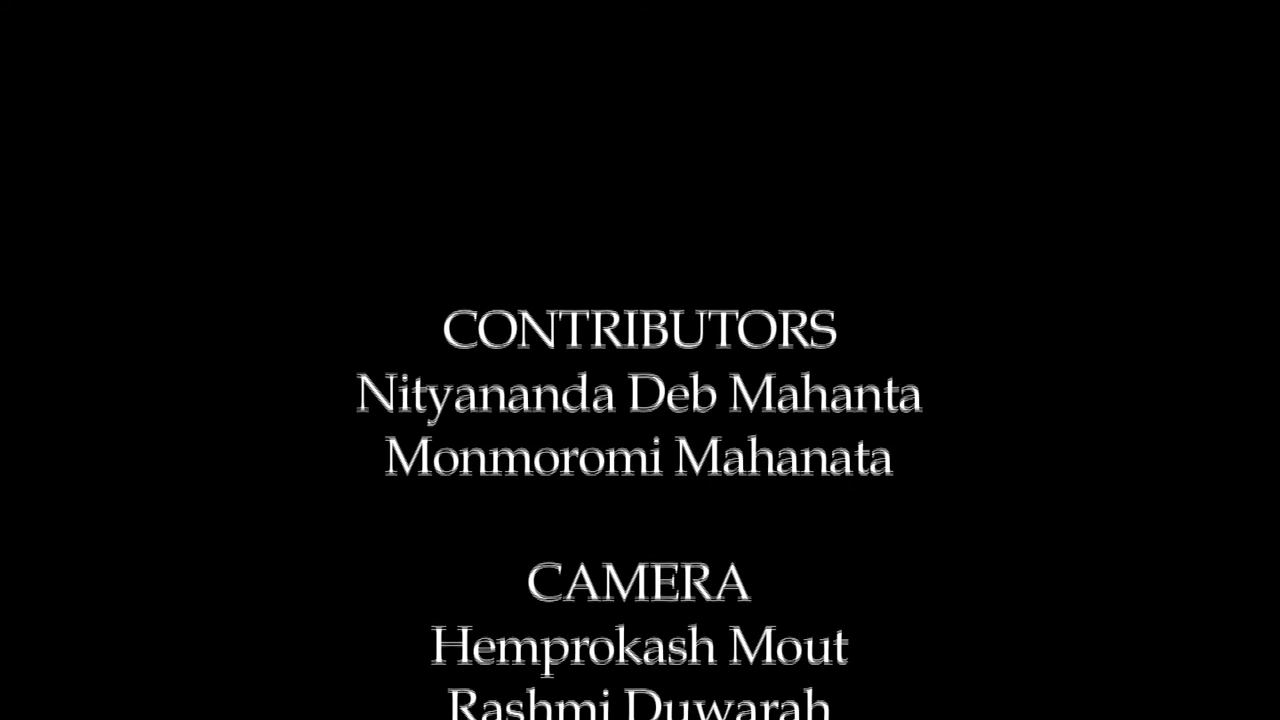 CONTRIBUTORS
Nityananda Deb Mahanta
Monmoromi Mahanata
CAMERA
Hemprokash Mout
Rashmi Duwarah